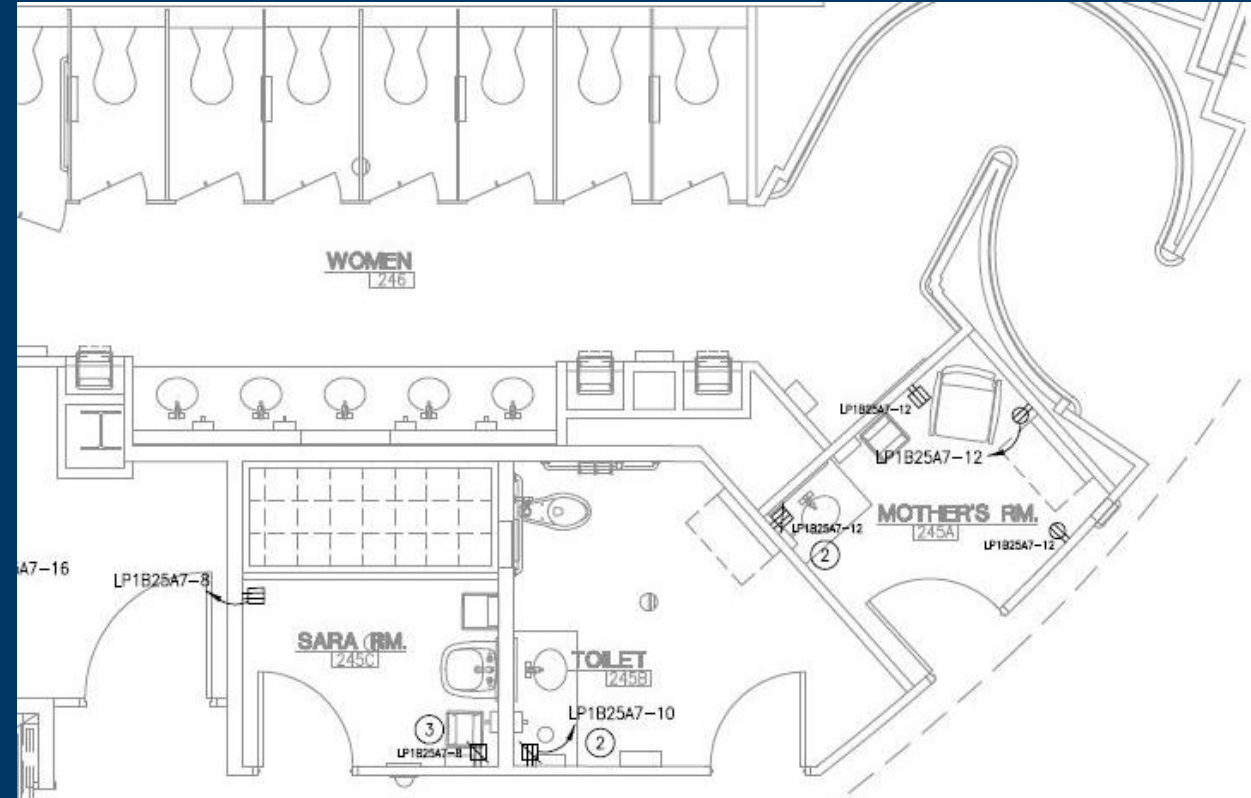 WOMEN
246
LP1B25A7-12
LP1B25A7-12
MOTHER'S RM.
245A
LP1B25A7-12
2
LP1B25A7-12
A7-16
LP1B25A7-8
SARA RM.
245C
TOILET
245B
LP1B25A7-10
3
2
LP1B25A7-8